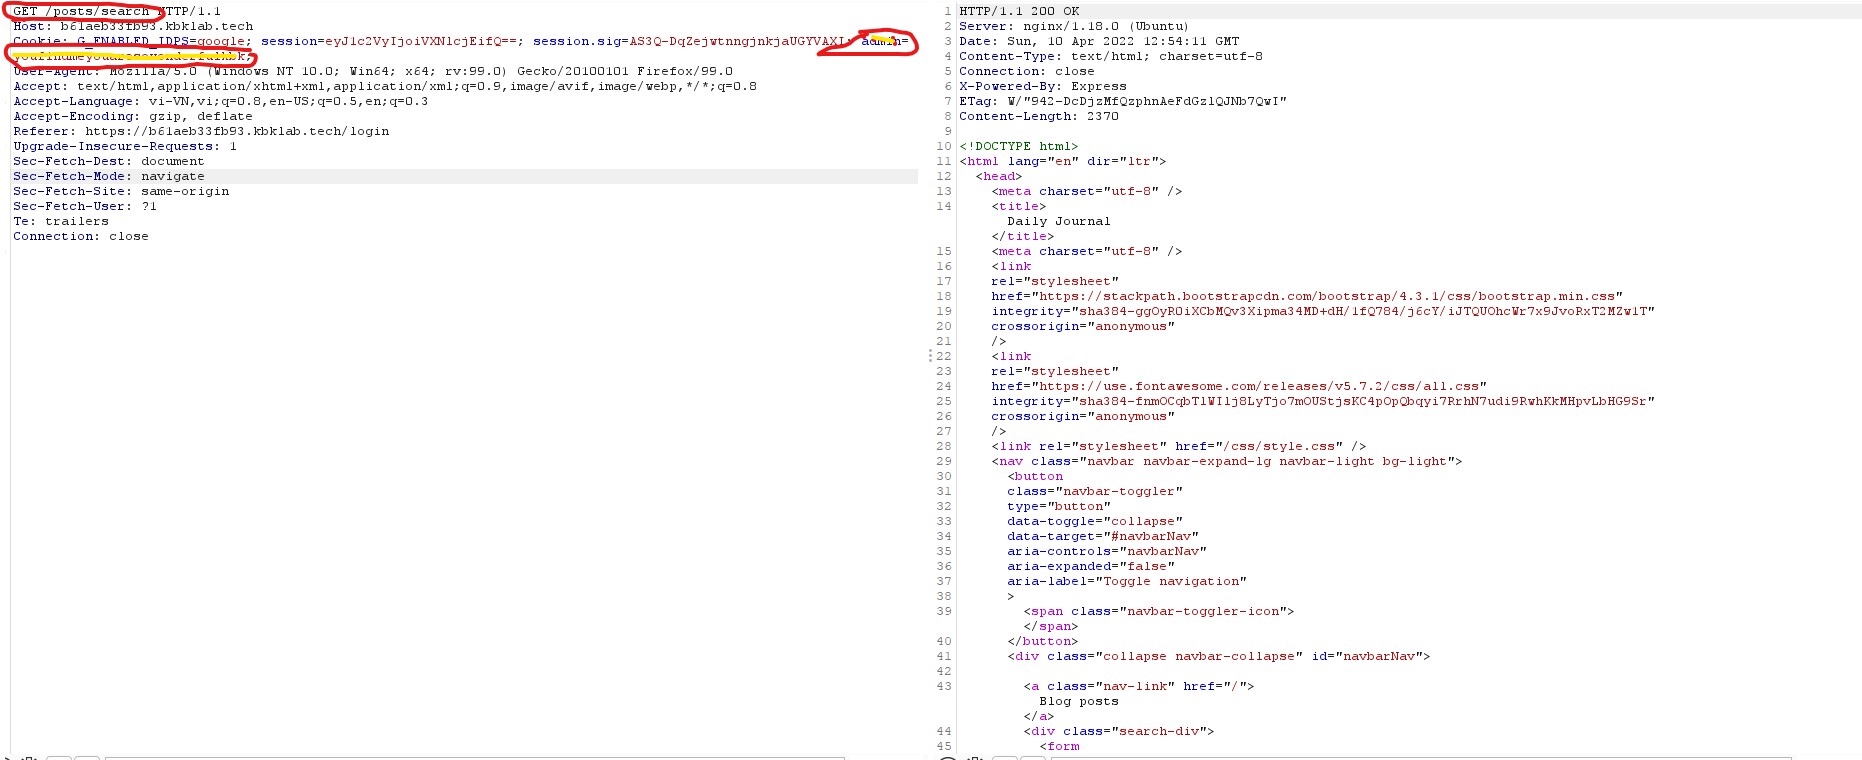 GET /posts/search HTTP/1.1
Host: b61aeb33fb93.kbklab.tech
Cookie: G_ENABLED_IDPS=google; session=eyJ1c2VyIjoiVXNlcjEifQ==; session.sig=AS3Q-DqZejwtnngjnkjaUGYVAXI; admin=
User-Agent: Mozilla/5.0 (Windows NT 10.0; Win64; x64; rv:99.0) Gecko/20100101 Firefox/99.0
Accept: text/html,application/xhtml+xml,application/xml;q=0.9,image/avif,image/webp,*/*;q=0.8
Accept-Language: vi-VN,vi;q=0.8,en-US;q=0.5,en;q=0.3
Accept-Encoding: gzip, deflate
Referer: https://b61aeb33fb93.kbklab.tech/login
Upgrade-Insecure-Requests: 1
Sec-Fetch-Dest: document
Sec-Fetch-Mode: navigate
Sec-Fetch-Site: same-origin
Sec-Fetch-User: ?1
Te: trailers
Connection: close
1 HTTP/1.1 200 OK
2 Server: nginx/1.18.0 (Ubuntu)
3 Date: Sun, 10 Apr 2022 12:54:11 GMT
4 Content-Type: text/html; charset=utf-8
5 Connection: close
6 X-Powered-By: Express
7 ETag: W/"942-DcDjzMfQzphnAeFdGz1QJNb7QwI"
8 Content-Length: 2370
9
10 <!DOCTYPE html>
11 <html lang="en" dir="ltr">
12 <head>
13 <meta charset="utf-8" />
14 <title>
Daily Journal
</title>
15 <meta charset="utf-8" />
16 <link
17 rel="stylesheet"
18 href="https://stackpath.bootstrapcdn.com/bootstrap/4.3.1/css/bootstrap.min.css"
19 integrity="sha384-ggOyR0iXCbMQv3Xipma34MD+dH/1fQ784/j6cY/iJTQUOhcWr7x9JvoRxT2MZw1T"
20 crossorigin="anonymous"
21 />
22 <link
23 rel="stylesheet"
24 href="https://use.fontawesome.com/releases/v5.7.2/css/all.css"
25 integrity="sha384-fnmOCqbTlWIlj8LyTjo7mOUStjsKC4pOpQbqyi7RrhN7udi9RwhKkMHpvLbHG9Sr"
26 crossorigin="anonymous"
27 />
28 <link rel="stylesheet" href="/css/style.css" />
29 <nav class="navbar navbar-expand-lg navbar-light bg-light">
30 <button
31 class="navbar-toggler"
32 type="button"
33 data-toggle="collapse"
34 data-target="#navbarNav"
35 aria-controls="navbarNav"
36 aria-expanded="false"
37 aria-label="Toggle navigation"
38 >
39 <span class="navbar-toggler-icon">
</span>
40 </button>
41 <div class="collapse navbar-collapse" id="navbarNav">
42
43 <a class="nav-link" href="/">
Blog posts
</a>
44 <div class="search-div">
45 <form